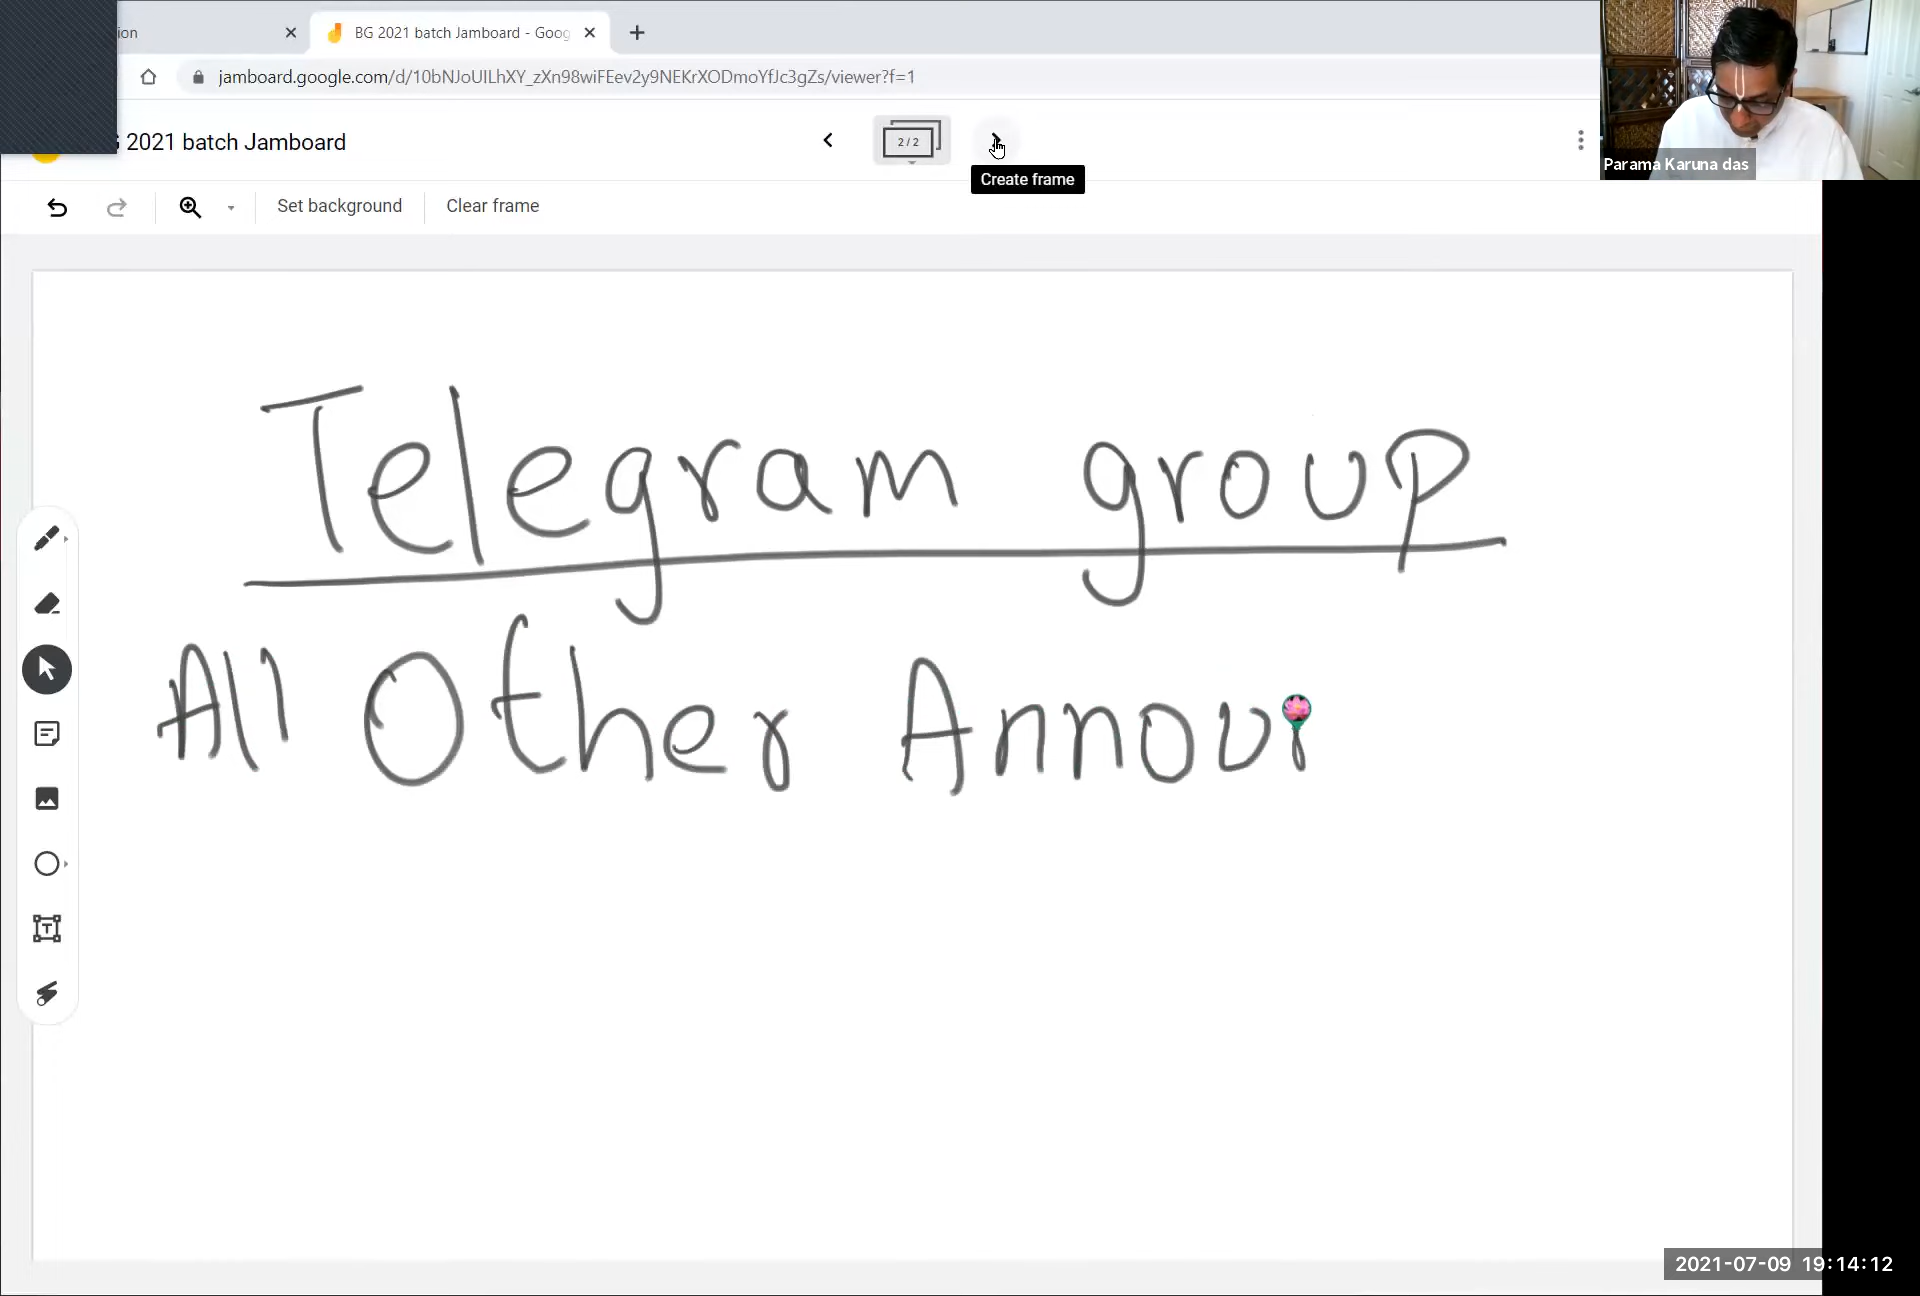 ion
BG 2021 batch Jamboard - Goog
jamboard.google.com/d/10bNJoUILhXY_zXn98wiFEev2y9NEKrXODmoYfJc3gZs/viewer?f=1
2021 batch Jamboard
2/2
Create frame
Parama Karuna das
Set background
Clear frame
Telegram group
All Other Annou
2021-07-09 19:14:12